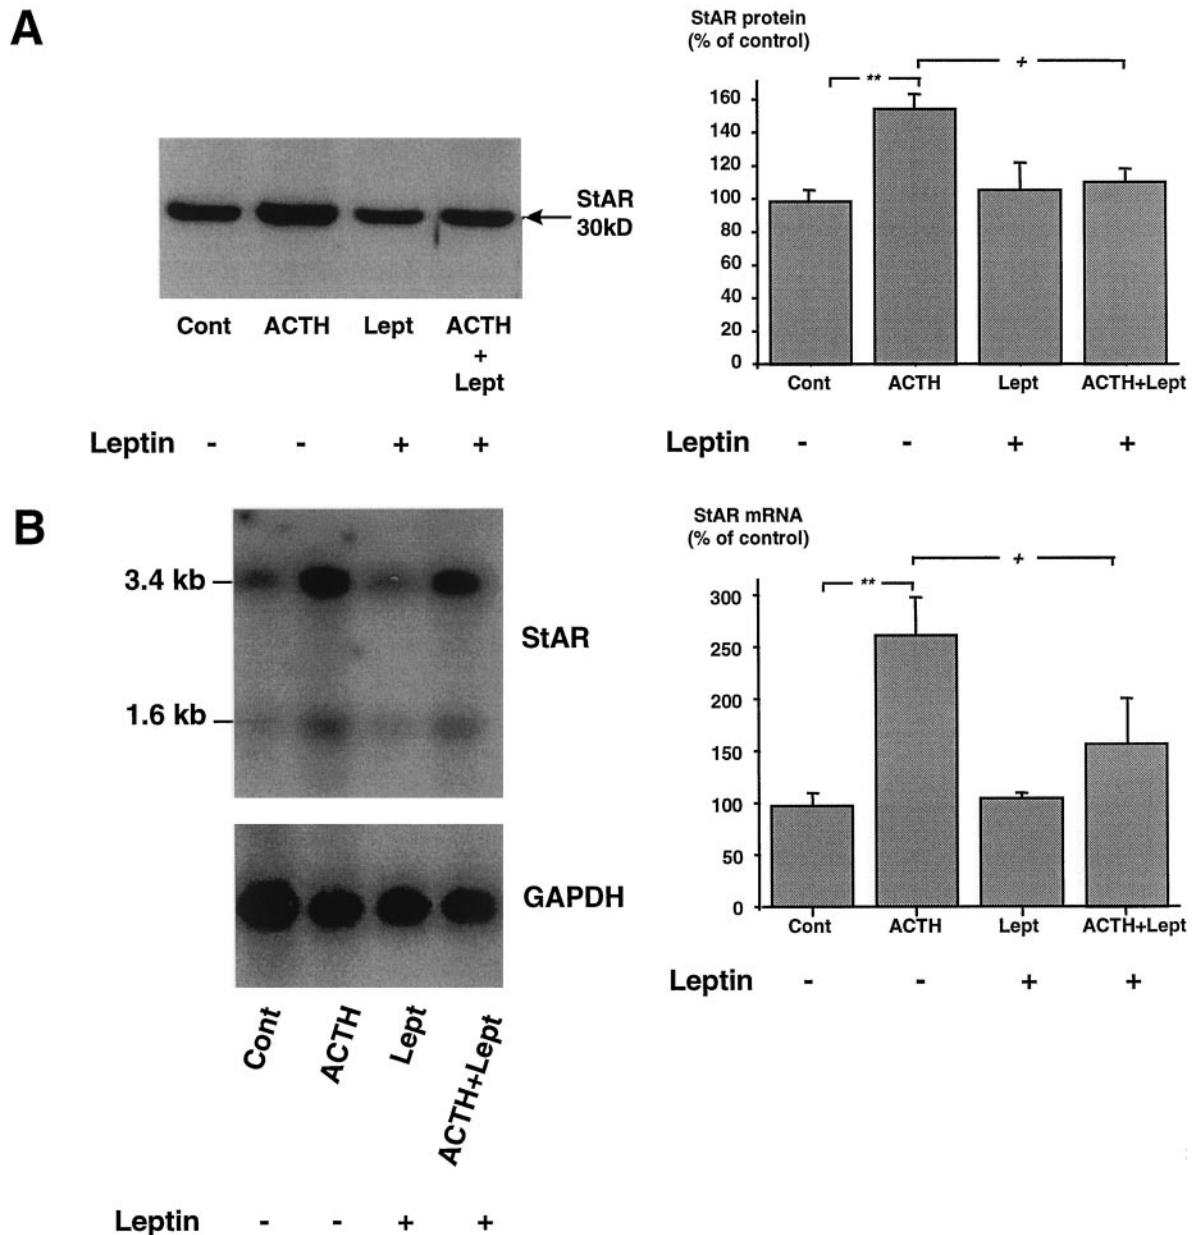 A
StAR protein
(% of control)
** +
160
140
120
100
80
60
40
20
0
Cont ACTH Lept ACTH+Lept
StAR
30kD
Cont ACTH Lept ACTH
+
Lept
Leptin - - + +
Leptin - - + +
B
3.4 kb
1.6 kb
StAR
GAPDH
Cont ACTH Lept ACTH+Lept
Leptin - - + +
StAR mRNA
(% of control)
** +
300
250
200
150
100
50
0
Cont ACTH Lept ACTH+Lept
Leptin - - + +